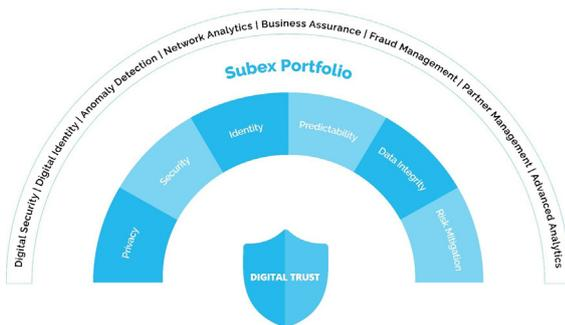 Digital Security | Digital Identity | Anomaly Detection | Network Analytics | Business Assurance | Fraud Management | Partner Management | Advanced Analytics
Subex Portfolio
Privacy
Security
Identity
Predictability
Data Integrity
Risk Mitigation
DIGITAL TRUST